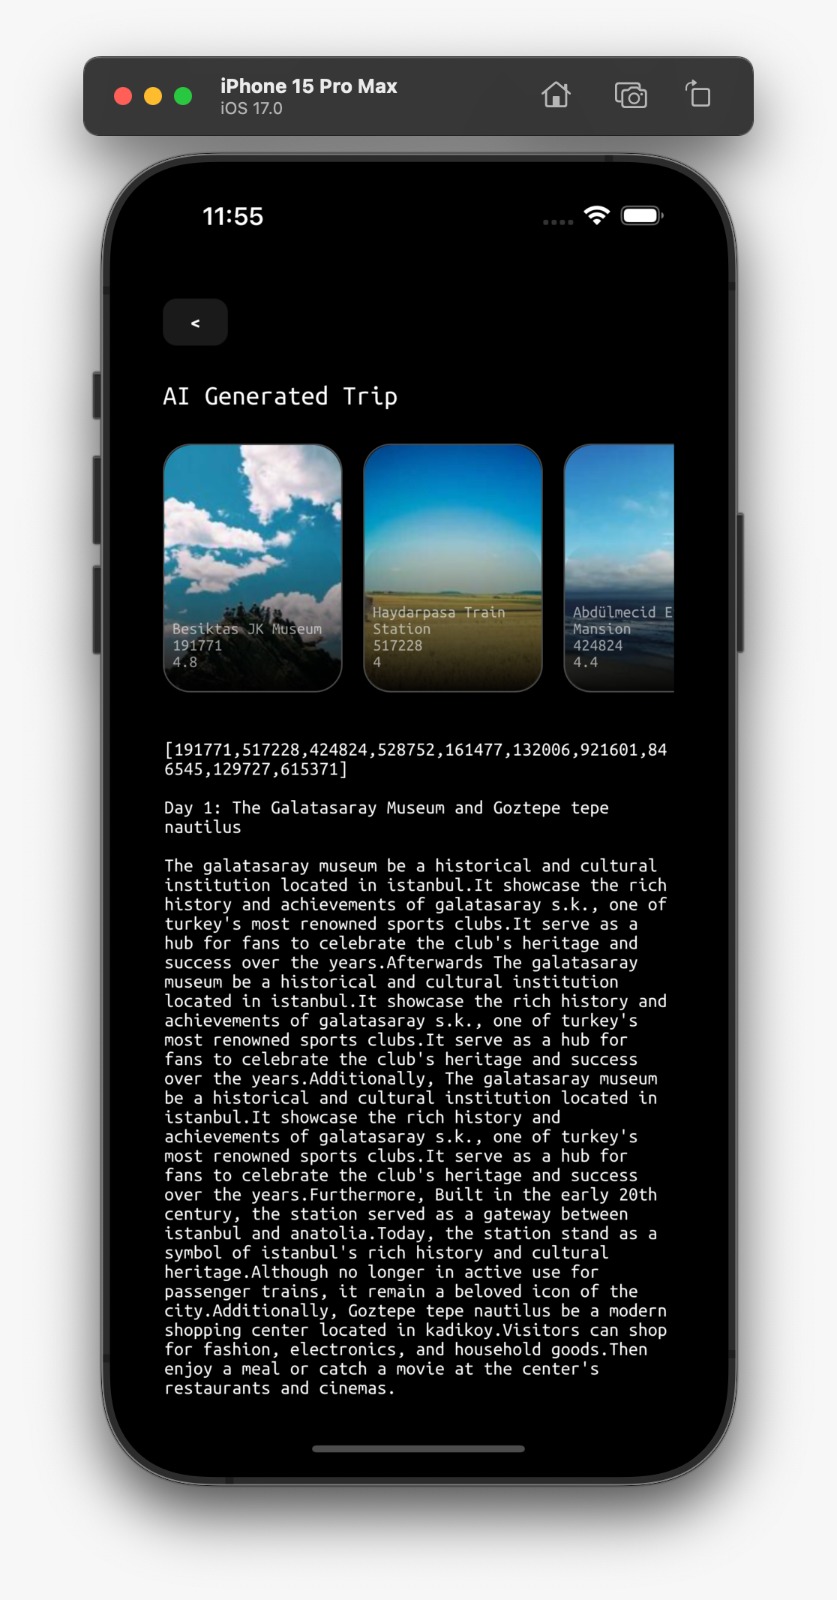 iPhone 15 Pro Max
iOS 17.0
11:55
<
AI Generated Trip
Besiktas JK Museum
191771
4.8
Haydarpasa Train
Station
517228
4
Abdülmecid E
Mansion
424824
4.4
[191771,517228,424824,528752,161477,132006,921601,84
6545,129727,615371]
Day 1: The Galatasaray Museum and Goztepe tepe
nautilus
The galatasaray museum be a historical and cultural
institution located in istanbul.It showcase the rich
history and achievements of galatasaray s.k., one of
turkey's most renowned sports clubs.It serve as a
hub for fans to celebrate the club's heritage and
success over the years.Afterwards The galatasaray
museum be a historical and cultural institution
located in istanbul.It showcase the rich history and
achievements of galatasaray s.k., one of turkey's
most renowned sports clubs.It serve as a hub for
fans to celebrate the club's heritage and success
over the years.Additionally, The galatasaray museum
be a historical and cultural institution located in
istanbul.It showcase the rich history and
achievements of galatasaray s.k., one of turkey's
most renowned sports clubs.It serve as a hub for
fans to celebrate the club's heritage and success
over the years.Furthermore, Built in the early 20th
century, the station served as a gateway between
istanbul and anatolia.Today, the station stand as a
symbol of istanbul's rich history and cultural
heritage.Although no longer in active use for
passenger trains, it remain a beloved icon of the
city.Additionally, Goztepe tepe nautilus be a modern
shopping center located in kadikoy.Visitors can shop
for fashion, electronics, and household goods.Then
enjoy a meal or catch a movie at the center's
restaurants and cinemas.